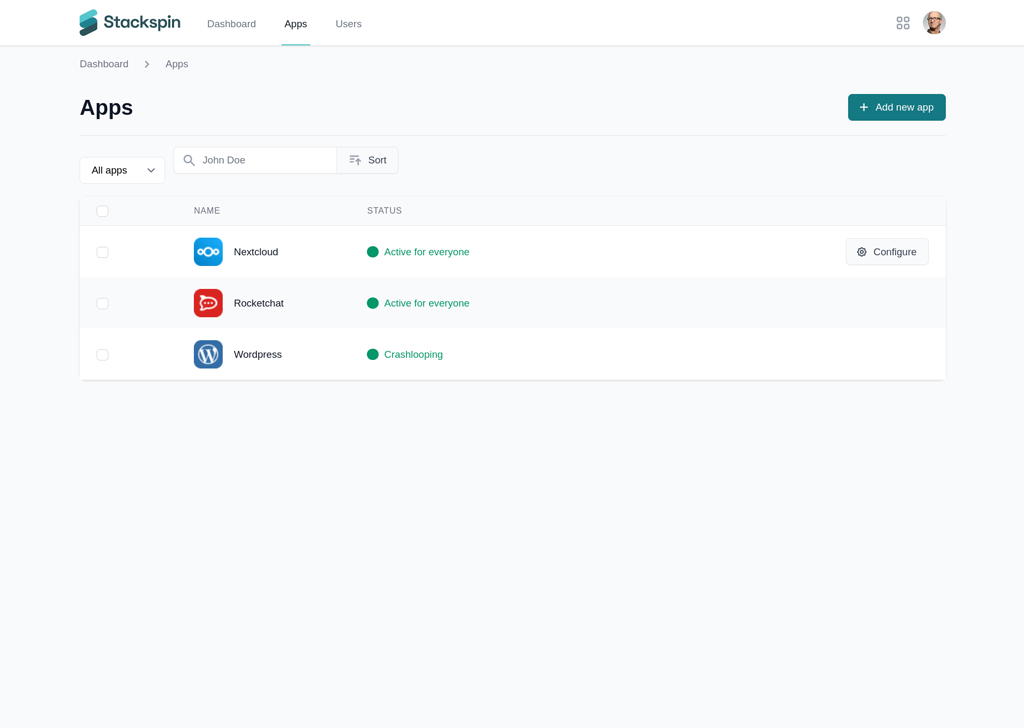 Stackspin Dashboard Apps Users
Dashboard Apps
Apps
Add new app
All apps
John Doe
Sort
NAME STATUS
Nextcloud Active for everyone Configure
Rocketchat Active for everyone
Wordpress Crashlooping